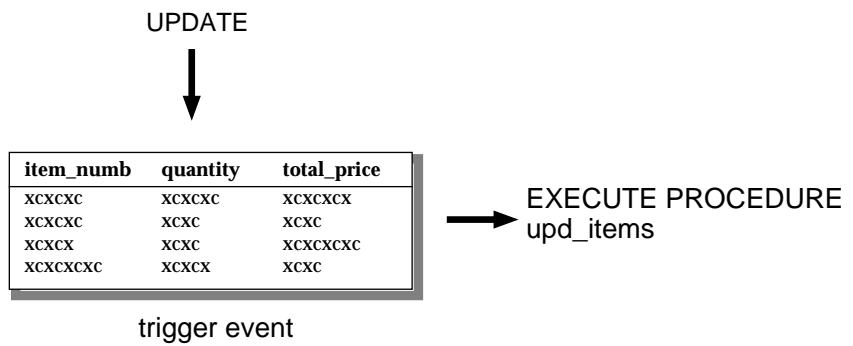 UPDATE
item_numb quantity total_price
xcxcxc xcxcxc xcxcxcx
xcxcxc xcxc xcxc
xcxcx xcxc xcxcxcxc
xcxcxcxc xcxcx xcxc
EXECUTE PROCEDURE
upd_items
trigger event